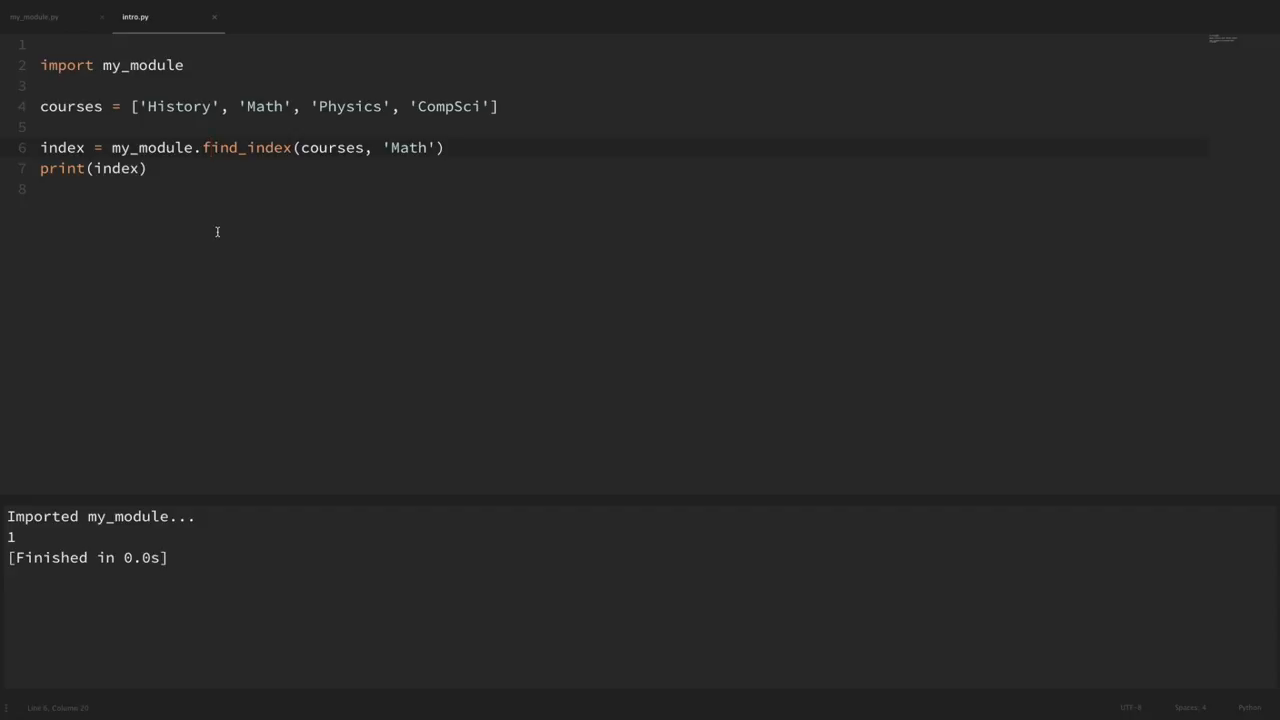 my_module.py × intro.py ×
1
2 import my_module
3
4 courses = ['History', 'Math', 'Physics', 'CompSci']
5
6 index = my_module.find_index(courses, 'Math')
7 print(index)
8
Imported my_module...
1
[Finished in 0.0s]
Line 6, Column 20 UTF-8 Spaces: 4 Python